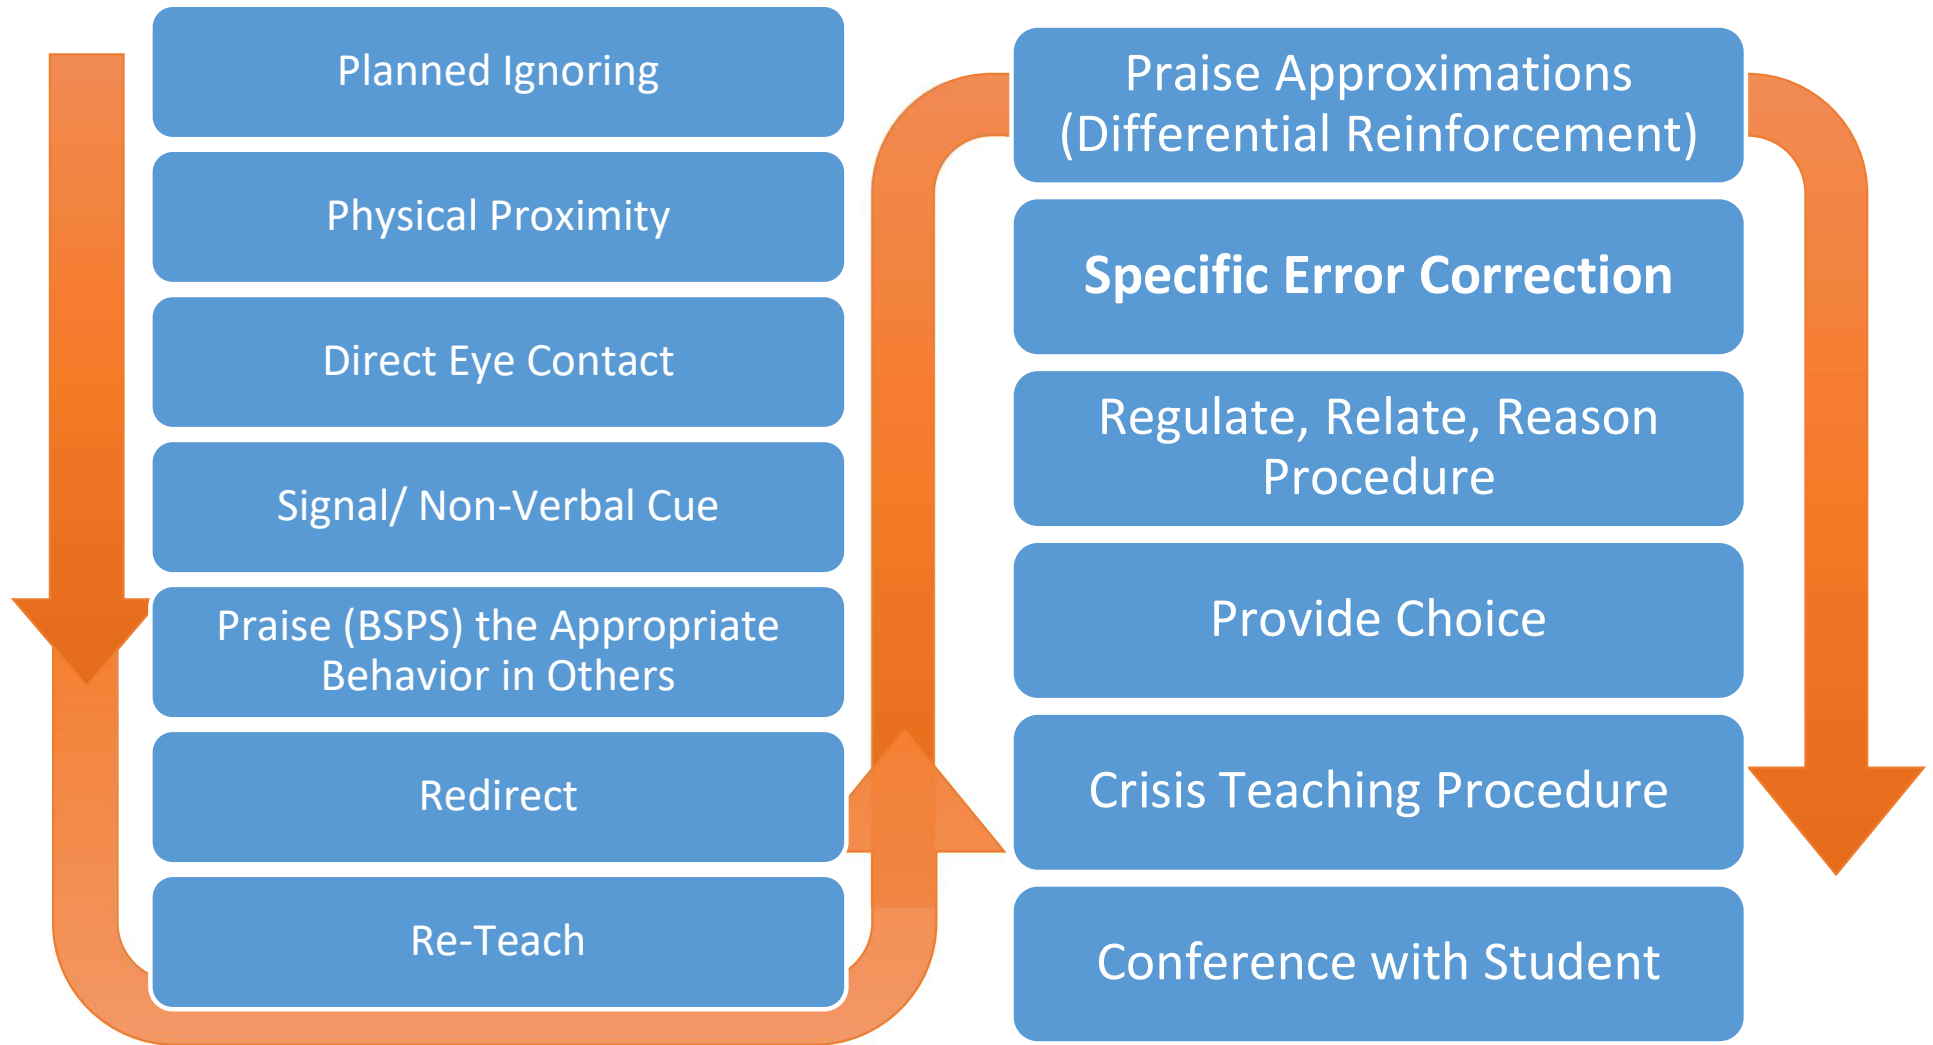 Planned Ignoring
Physical Proximity
Direct Eye Contact
Signal/ Non-Verbal Cue
Praise (BSPS) the Appropriate
Behavior in Others
Redirect
Re-Teach
Praise Approximations
(Differential Reinforcement)
Specific Error Correction
Regulate, Relate, Reason
Procedure
Provide Choice
Crisis Teaching Procedure
Conference with Student